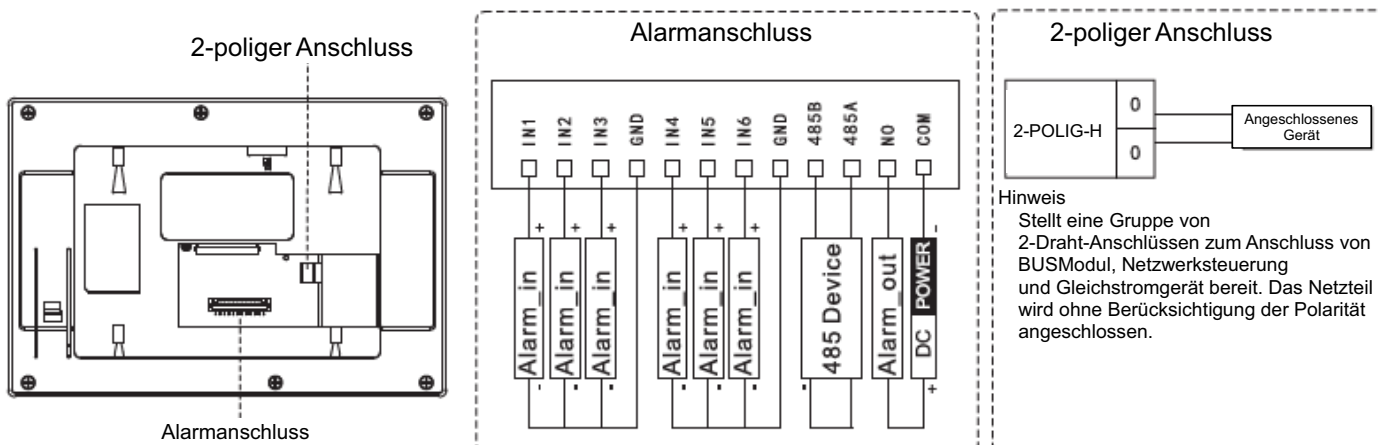 2-poliger Anschluss
Alarmanschluss
Alarmanschluss
IN1
IN2
IN3
GND
IN4
IN5
IN6
GND
485B
485A
NO
COM
+
+
+
+
+
+
+
-
Alarm_in
Alarm_in
Alarm_in
Alarm_in
Alarm_in
Alarm_in
485 Device
Alarm_out
DC POWER
-
-
-
-
-
-
-
-
+
2-poliger Anschluss
2-POLIG-H
0
0
Angeschlossenes
Gerät
Hinweis
Stellt eine Gruppe von
2-Draht-Anschlüssen zum Anschluss von
BUSModul, Netzwerksteuerung
und Gleichstromgerät bereit. Das Netzteil
wird ohne Berücksichtigung der Polarität
angeschlossen.